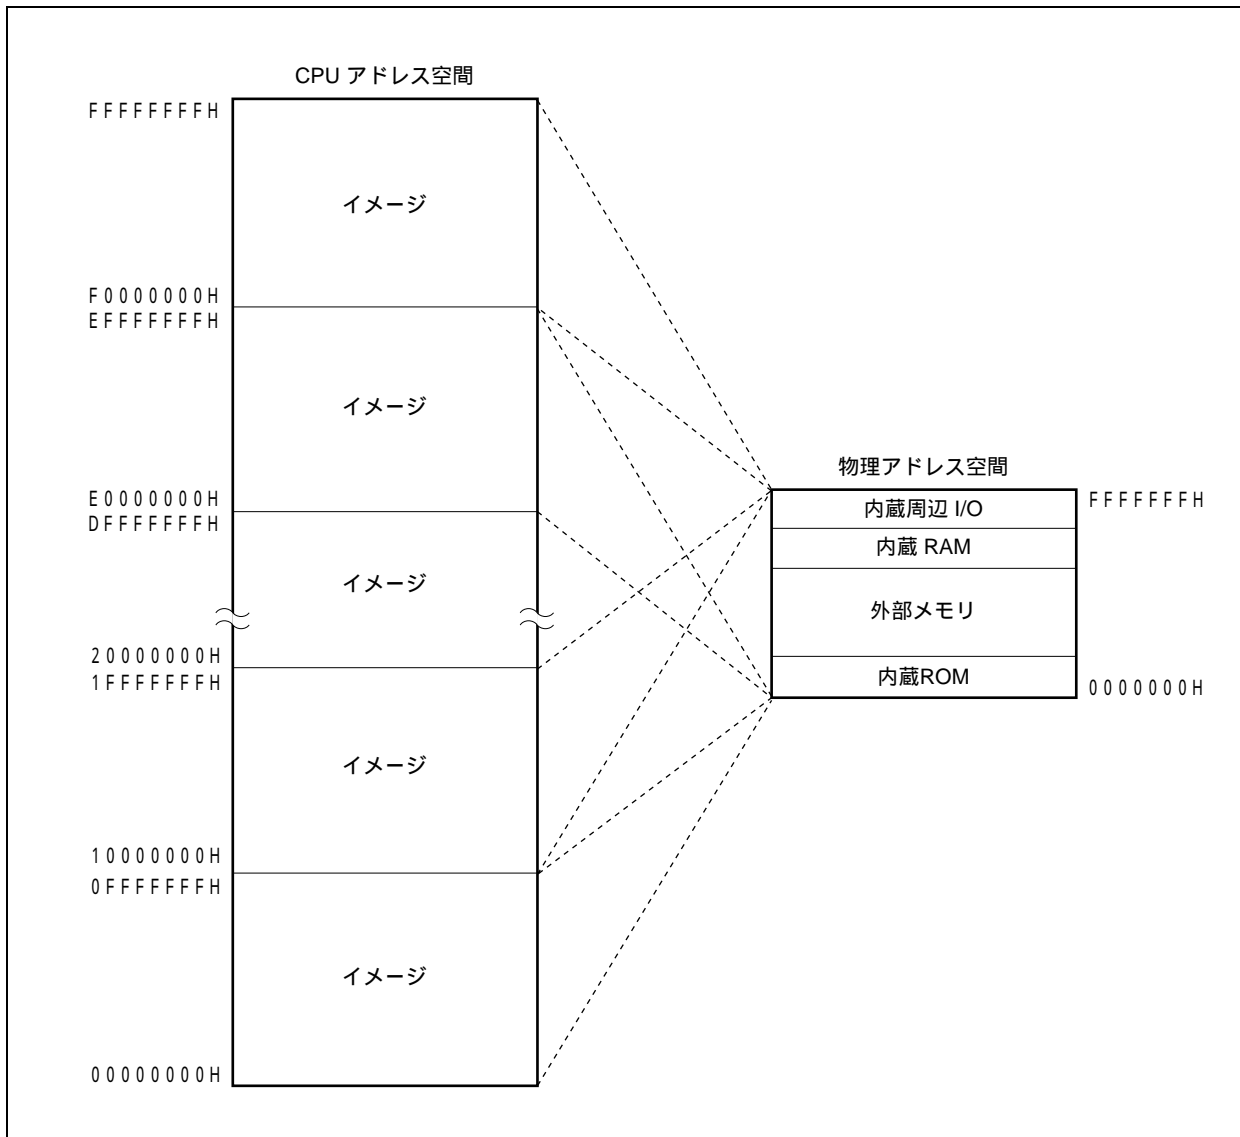 CPU アドレス空間
FFFFFFFFH
イメージ
F0000000H
EFFFFFFFH
イメージ
E0000000H
DFFFFFFFH
イメージ
20000000H
1FFFFFFFH
イメージ
10000000H
0FFFFFFFH
イメージ
00000000H
物理アドレス空間
内蔵周辺 I/O
FFFFFFFH
内蔵 RAM
外部メモリ
内蔵ROM
0000000H